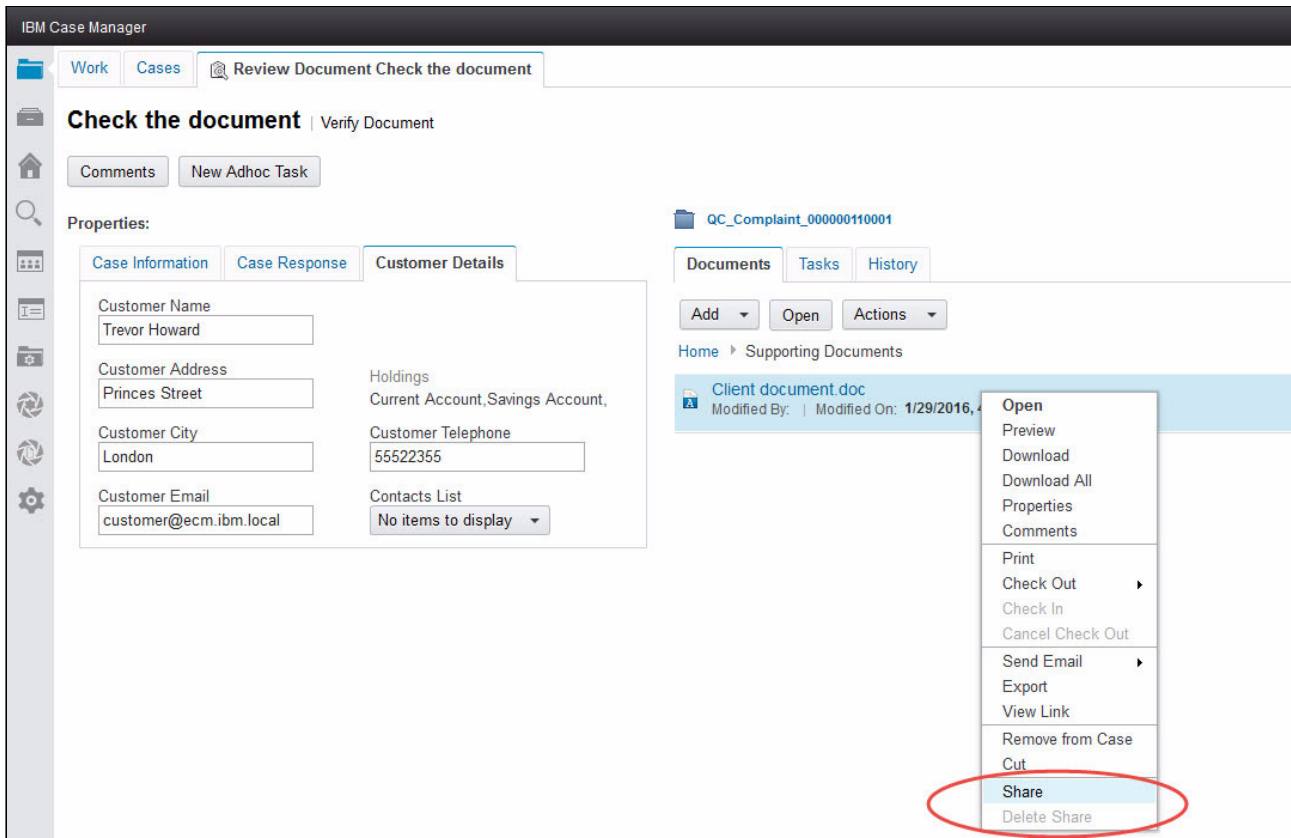 IBM Case Manager
Work Cases Review Document Check the document
Check the document | Verify Document
Comments New Adhoc Task
Properties:
Case Information Case Response Customer Details
Customer Name
Trevor Howard
Customer Address
Princes Street
Holdings
Current Account,Savings Account,
Customer City
London
Customer Telephone
55522355
Customer Email
customer@ecm.ibm.local
Contacts List
No items to display
QC_Complaint_000000110001
Documents Tasks History
Add Open Actions
Home Supporting Documents
Client document.doc
Modified By: | Modified On: 1/29/2016,
Open
Preview
Download
Download All
Properties
Comments
Print
Check Out
Check In
Cancel Check Out
Send Email
Export
View Link
Remove from Case
Cut
Share
Delete Share